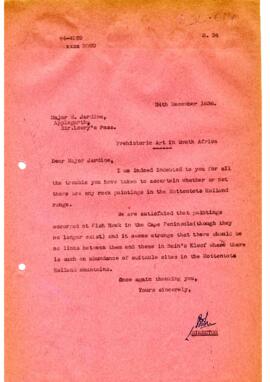 S. 34
24th December 1936.
Major W. Jardine,
Applegarth,
Sir.Lowry's Pass.
Prehistoric Art in South Africa
Dear Major Jardine,
I am indeed indebted to you for all
the trouble you have taken to ascertain whether or not
there are any rock paintings in the Hottentots Holland
range.
We are satisfied that paintings
occurred at Fish Hoek in the Cape Peninsula(though they
no longer exist) and it seems strange that there should be
no links between them and those in Bain's Kloof where there
is such an abundance of suitable sites in the Hottentots
Holland mountains.
Once again thanking you,
Yours sincerely,
DIRECTOR